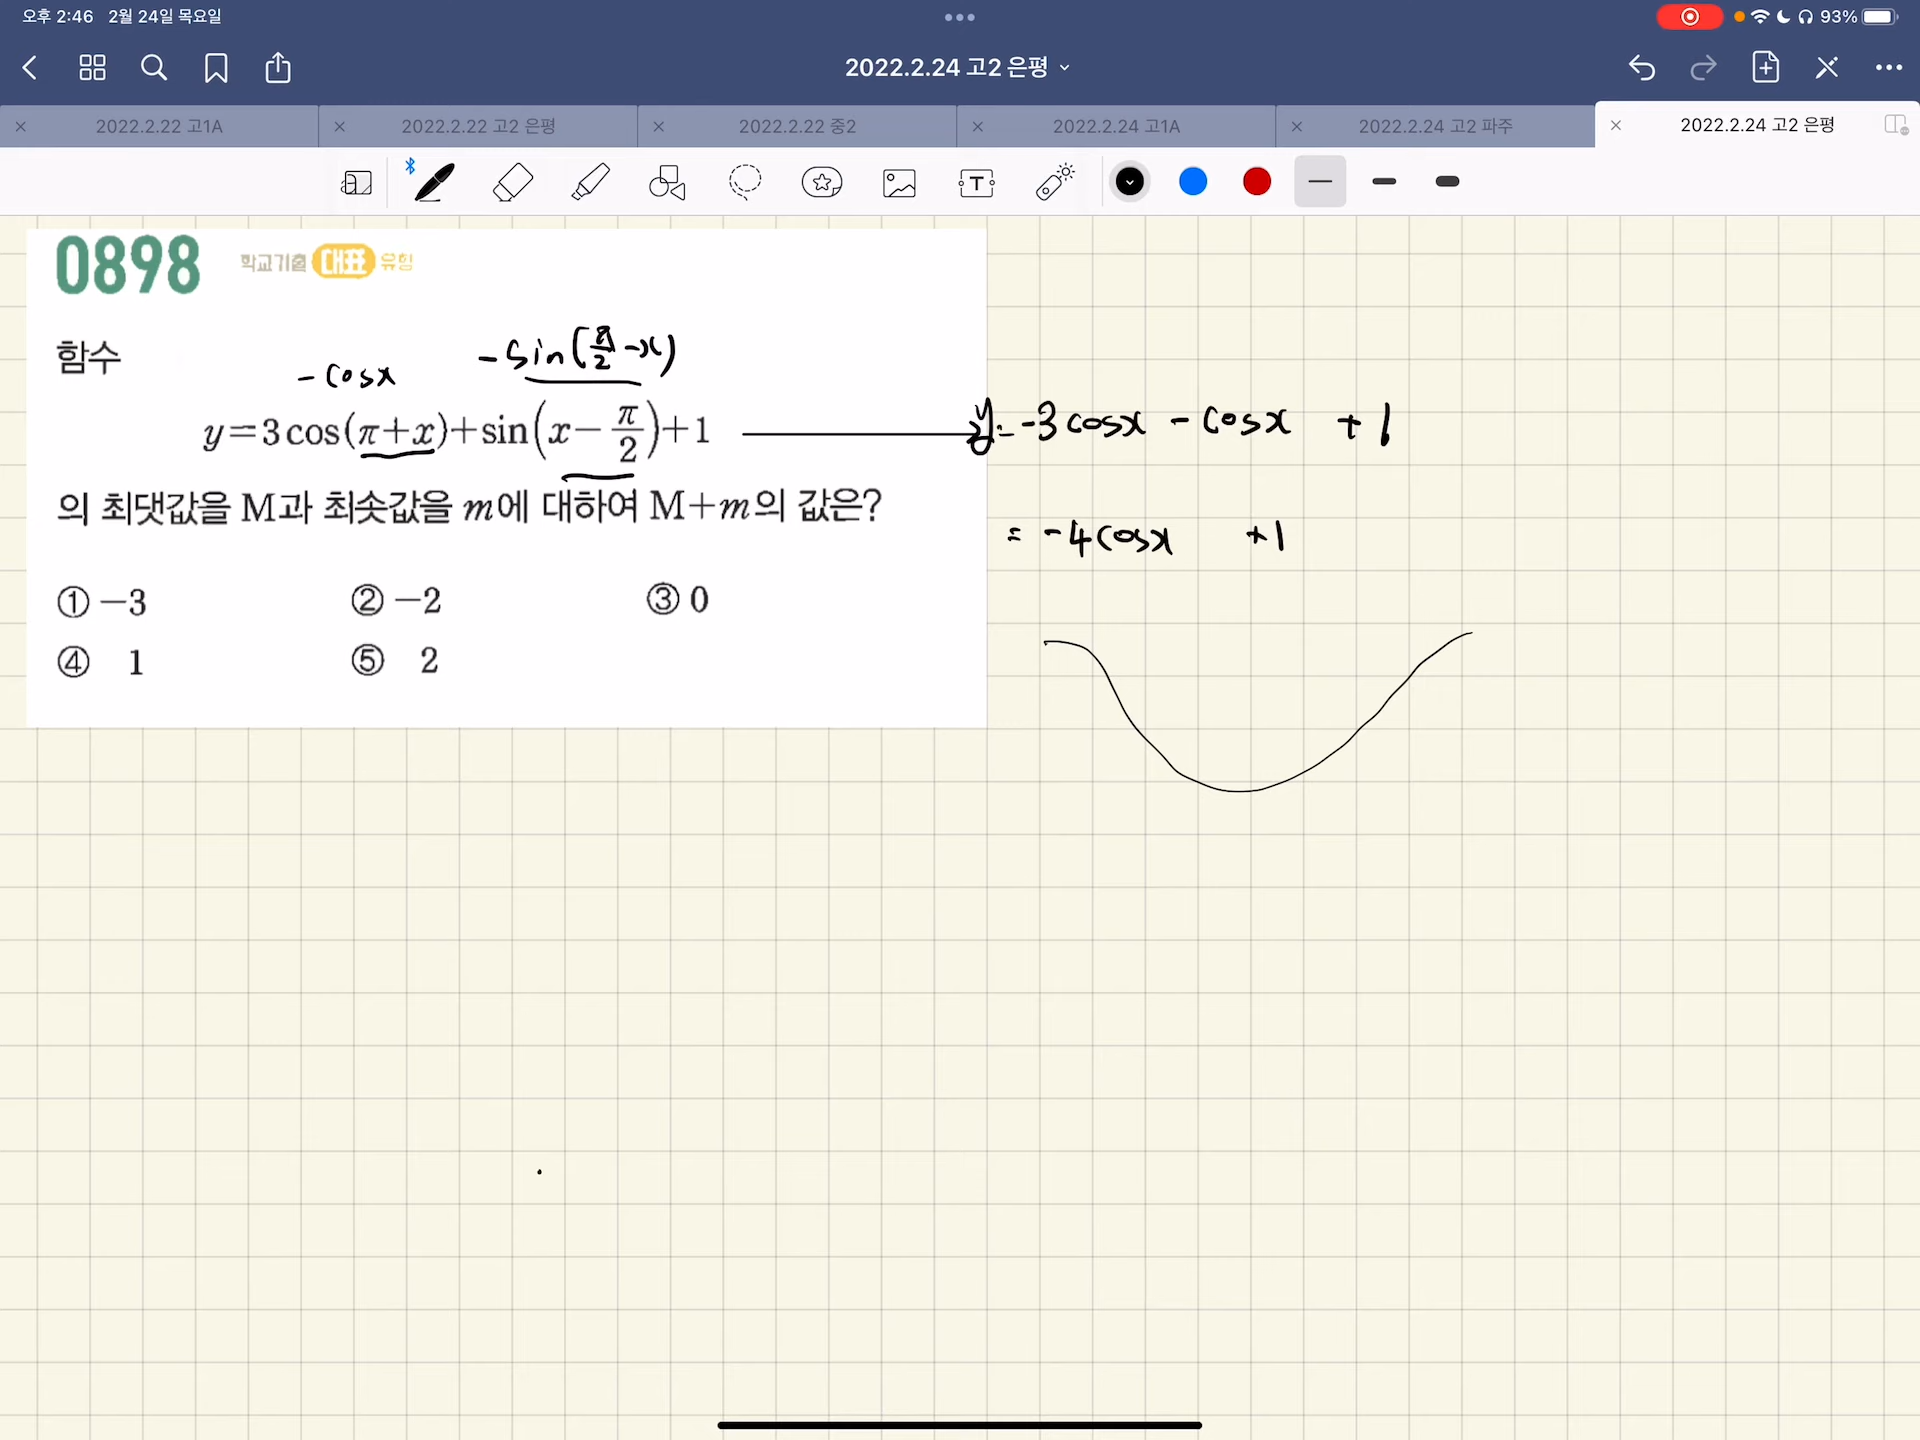 오후 2:46 2월 24일 목요일
93%
2022.2.24 고2 은평
2022.2.22 고1A
2022.2.22 고2 은평
2022.2.22 중2
2022.2.24 고1A
2022.2.24 고2 파주
2022.2.24 고2 은평
0898 학교기출 대표 유형
함수
-cosx -sin(π/2-x)
y=3cos(π+x)+sin(x-π/2)+1
의 최댓값을 M과 최솟값을 m에 대하여 M+m의 값은?
① -3 ② -2 ③ 0
④ 1 ⑤ 2
y=-3cosx -cosx +1
= -4cosx +1